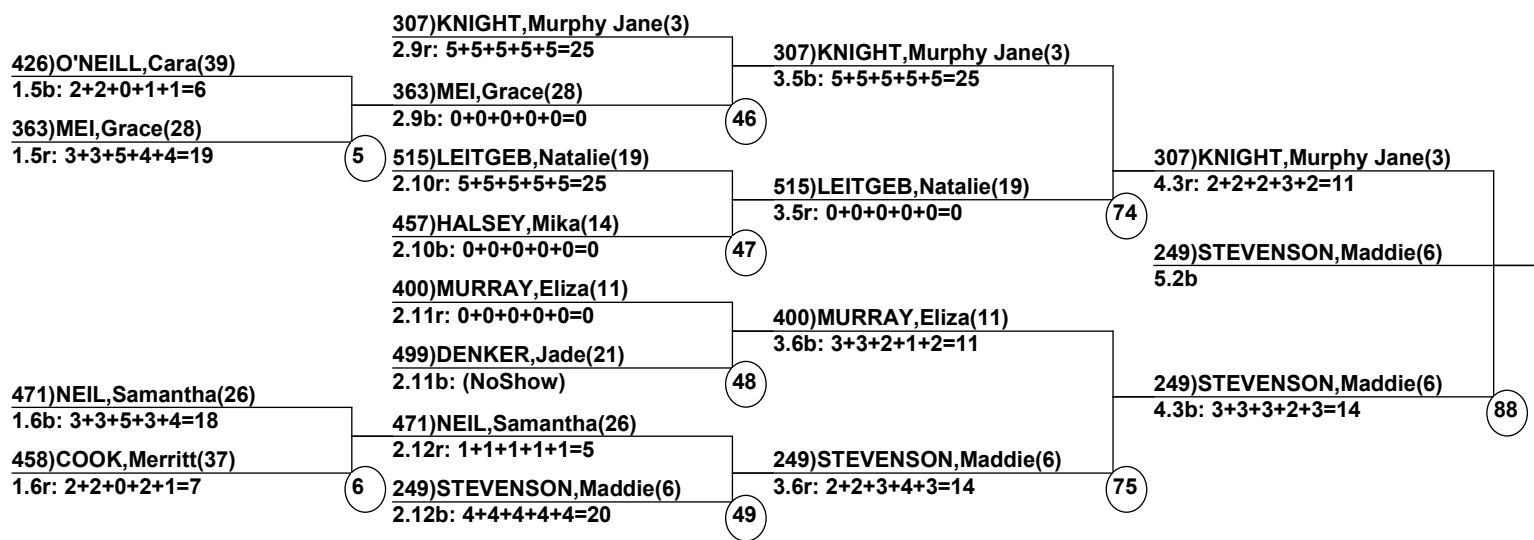 426)O'NEILL,Cara(39)
1.5b: 2+2+0+1+1=6
363)MEI,Grace(28)
1.5r: 3+3+5+4+4=19
5
471)NEIL,Samantha(26)
1.6b: 3+3+5+3+4=18
458)COOK,Merritt(37)
1.6r: 2+2+0+2+1=7
6
307)KNIGHT,Murphy Jane(3)
2.9r: 5+5+5+5+5=25
363)MEI,Grace(28)
2.9b: 0+0+0+0+0=0
46
515)LEITGEB,Natalie(19)
2.10r: 5+5+5+5+5=25
457)HALSEY,Mika(14)
2.10b: 0+0+0+0+0=0
47
400)MURRAY,Eliza(11)
2.11r: 0+0+0+0+0=0
499)DENKER,Jade(21)
2.11b: (NoShow)
48
471)NEIL,Samantha(26)
2.12r: 1+1+1+1+1=5
249)STEVENSON,Maddie(6)
2.12b: 4+4+4+4+4=20
49
307)KNIGHT,Murphy Jane(3)
3.5b: 5+5+5+5+5=25
515)LEITGEB,Natalie(19)
3.5r: 0+0+0+0+0=0
74
400)MURRAY,Eliza(11)
3.6b: 3+3+2+1+2=11
249)STEVENSON,Maddie(6)
3.6r: 2+2+3+4+3=14
75
307)KNIGHT,Murphy Jane(3)
4.3r: 2+2+2+3+2=11
249)STEVENSON,Maddie(6)
5.2b
249)STEVENSON,Maddie(6)
4.3b: 3+3+3+2+3=14
88